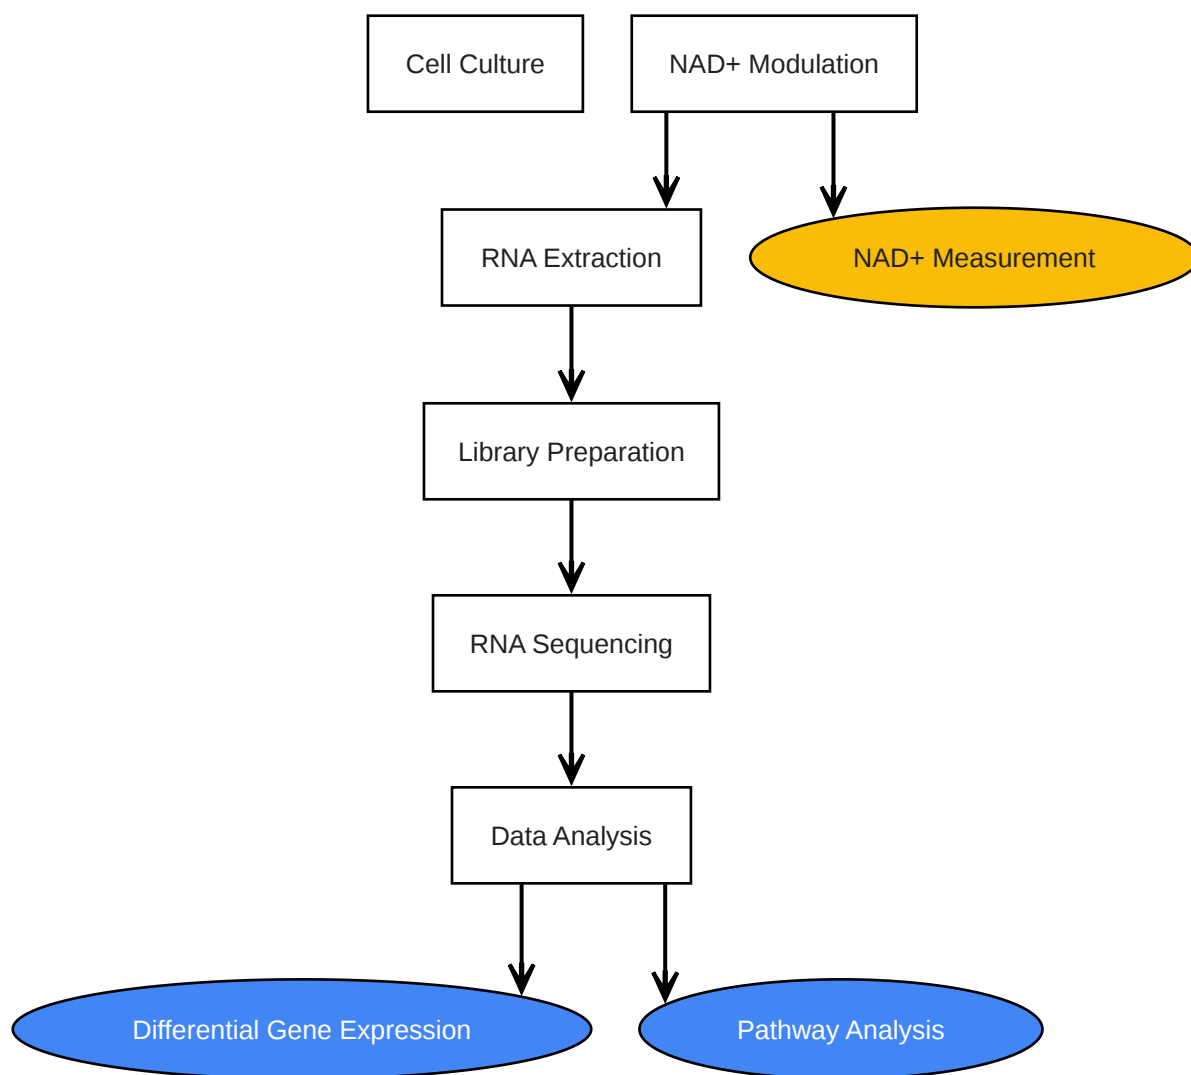 Cell Culture
NAD+ Modulation
RNA Extraction
NAD+ Measurement
Library Preparation
RNA Sequencing
Data Analysis
Differential Gene Expression
Pathway Analysis